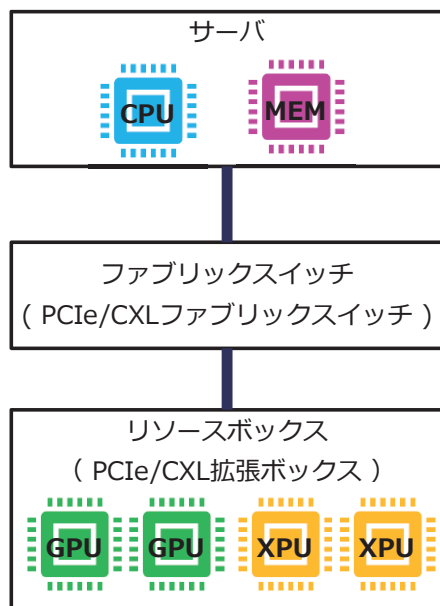 サーバ
CPU MEM
ファブリックスイッチ
( PCIe/CXLファブリックスイッチ )
リソースボックス
( PCIe/CXL拡張ボックス )
GPU GPU XPU XPU